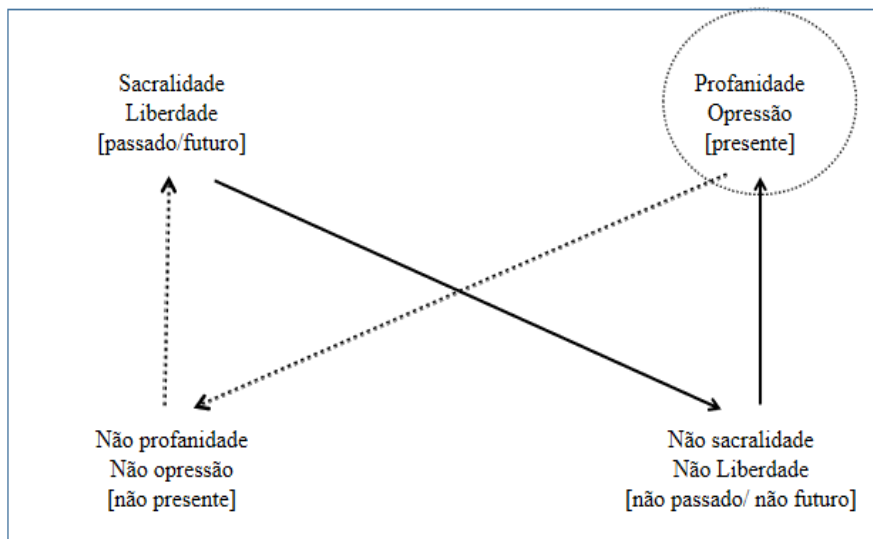 Sacralidade
Liberdade
[passado/futuro]
Profanidade
Opressão
[presente]
Não profanidade
Não opressão
[não presente]
Não sacralidade
Não Liberdade
[não passado/ não futuro]